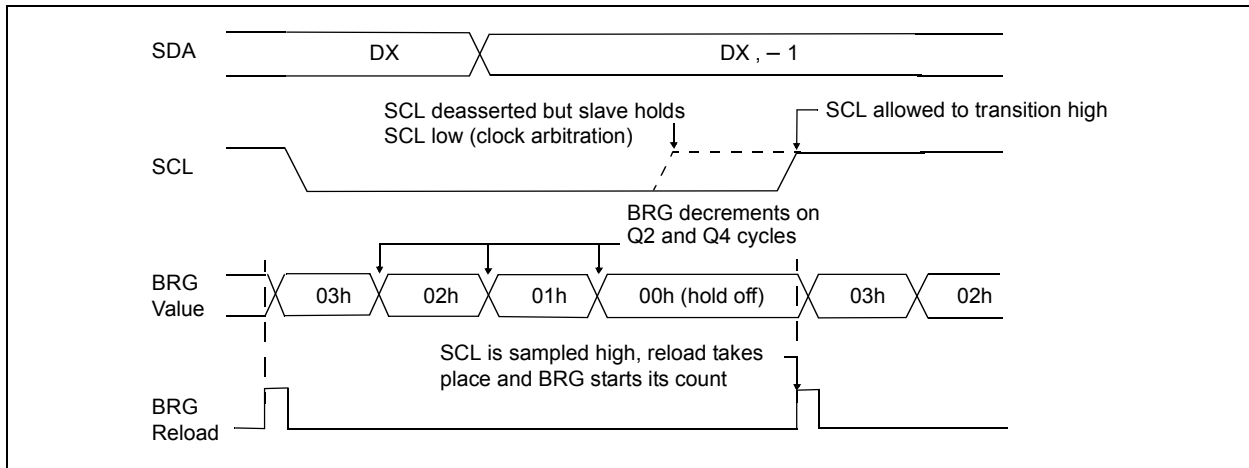 SDA
DX
DX , – 1
SCL deasserted but slave holds
SCL low (clock arbitration)
SCL allowed to transition high
SCL
BRG decrements on
Q2 and Q4 cycles
BRG
Value
03h
02h
01h
00h (hold off)
03h
02h
SCL is sampled high, reload takes
place and BRG starts its count
BRG
Reload